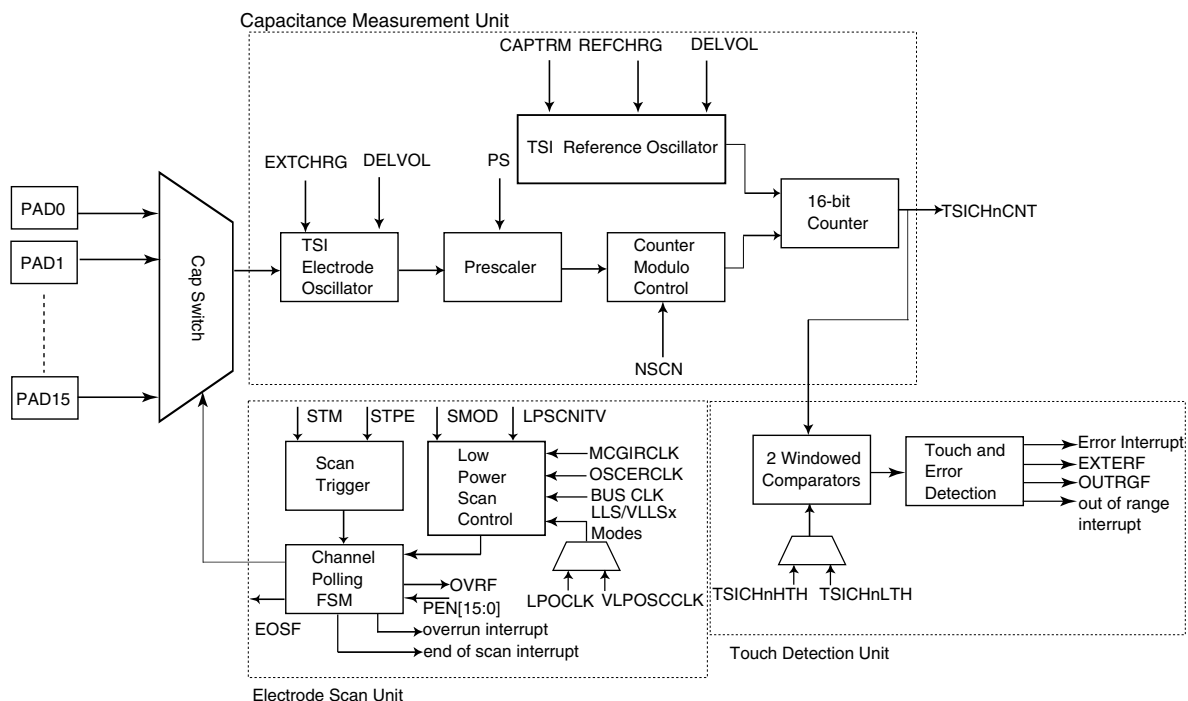 Capacitance Measurement Unit
CAPTRM REFCHRG DELVOL
TSI Reference Oscillator
EXTCHRG DELVOL
PS
PAD0
PAD1
PAD15
Cap Switch
TSI
Electrode
Oscillator
Prescaler
Counter
Modulo
Control
16-bit
Counter
TSICHnCNT
NSCN
STM STPE SMOD LPSCNITV
Scan
Trigger
Low
Power
Scan
Control
MCGIRCLK
OSCERCLK
BUS CLK
LLS/VLLSx
Modes
LPOCLK VLPOSCCLK
Channel
Polling
FSM
OVRF
PEN[15:0]
EOSF
overrun interrupt
end of scan interrupt
Electrode Scan Unit
2 Windowed
Comparators
Touch and
Error
Detection
Error Interrupt
EXTERF
OUTRGF
out of range
interrupt
TSICHnHTH TSICHnLTH
Touch Detection Unit